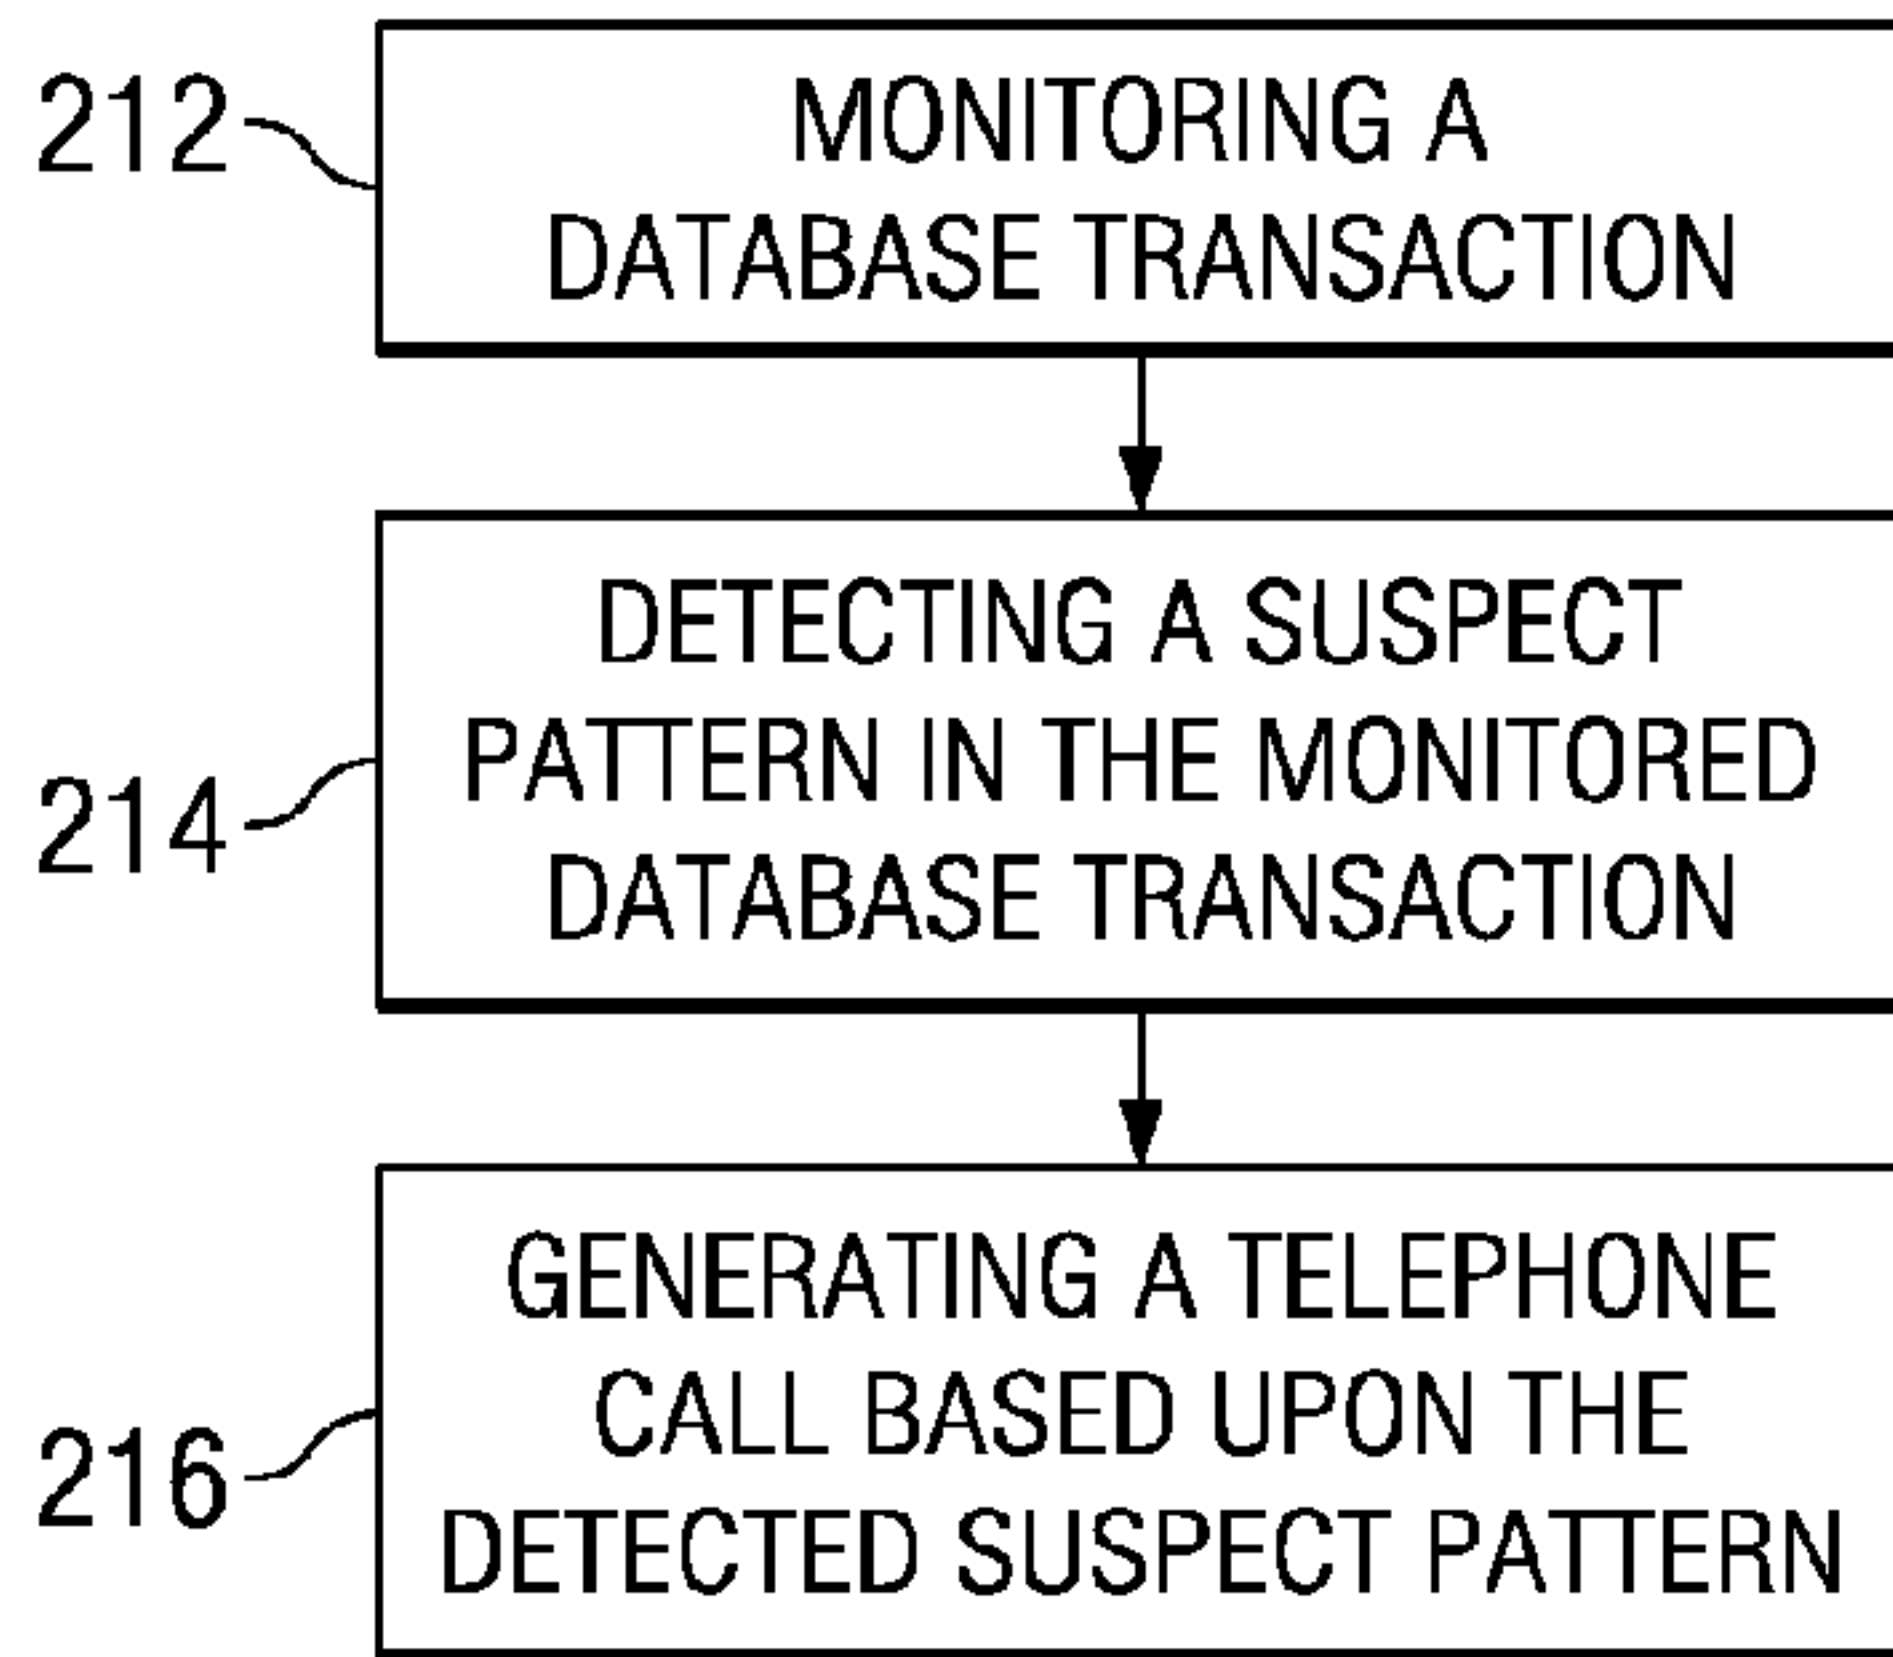 212
MONITORING A
DATABASE TRANSACTION
214
DETECTING A SUSPECT
PATTERN IN THE MONITORED
DATABASE TRANSACTION
216
GENERATING A TELEPHONE
CALL BASED UPON THE
DETECTED SUSPECT PATTERN